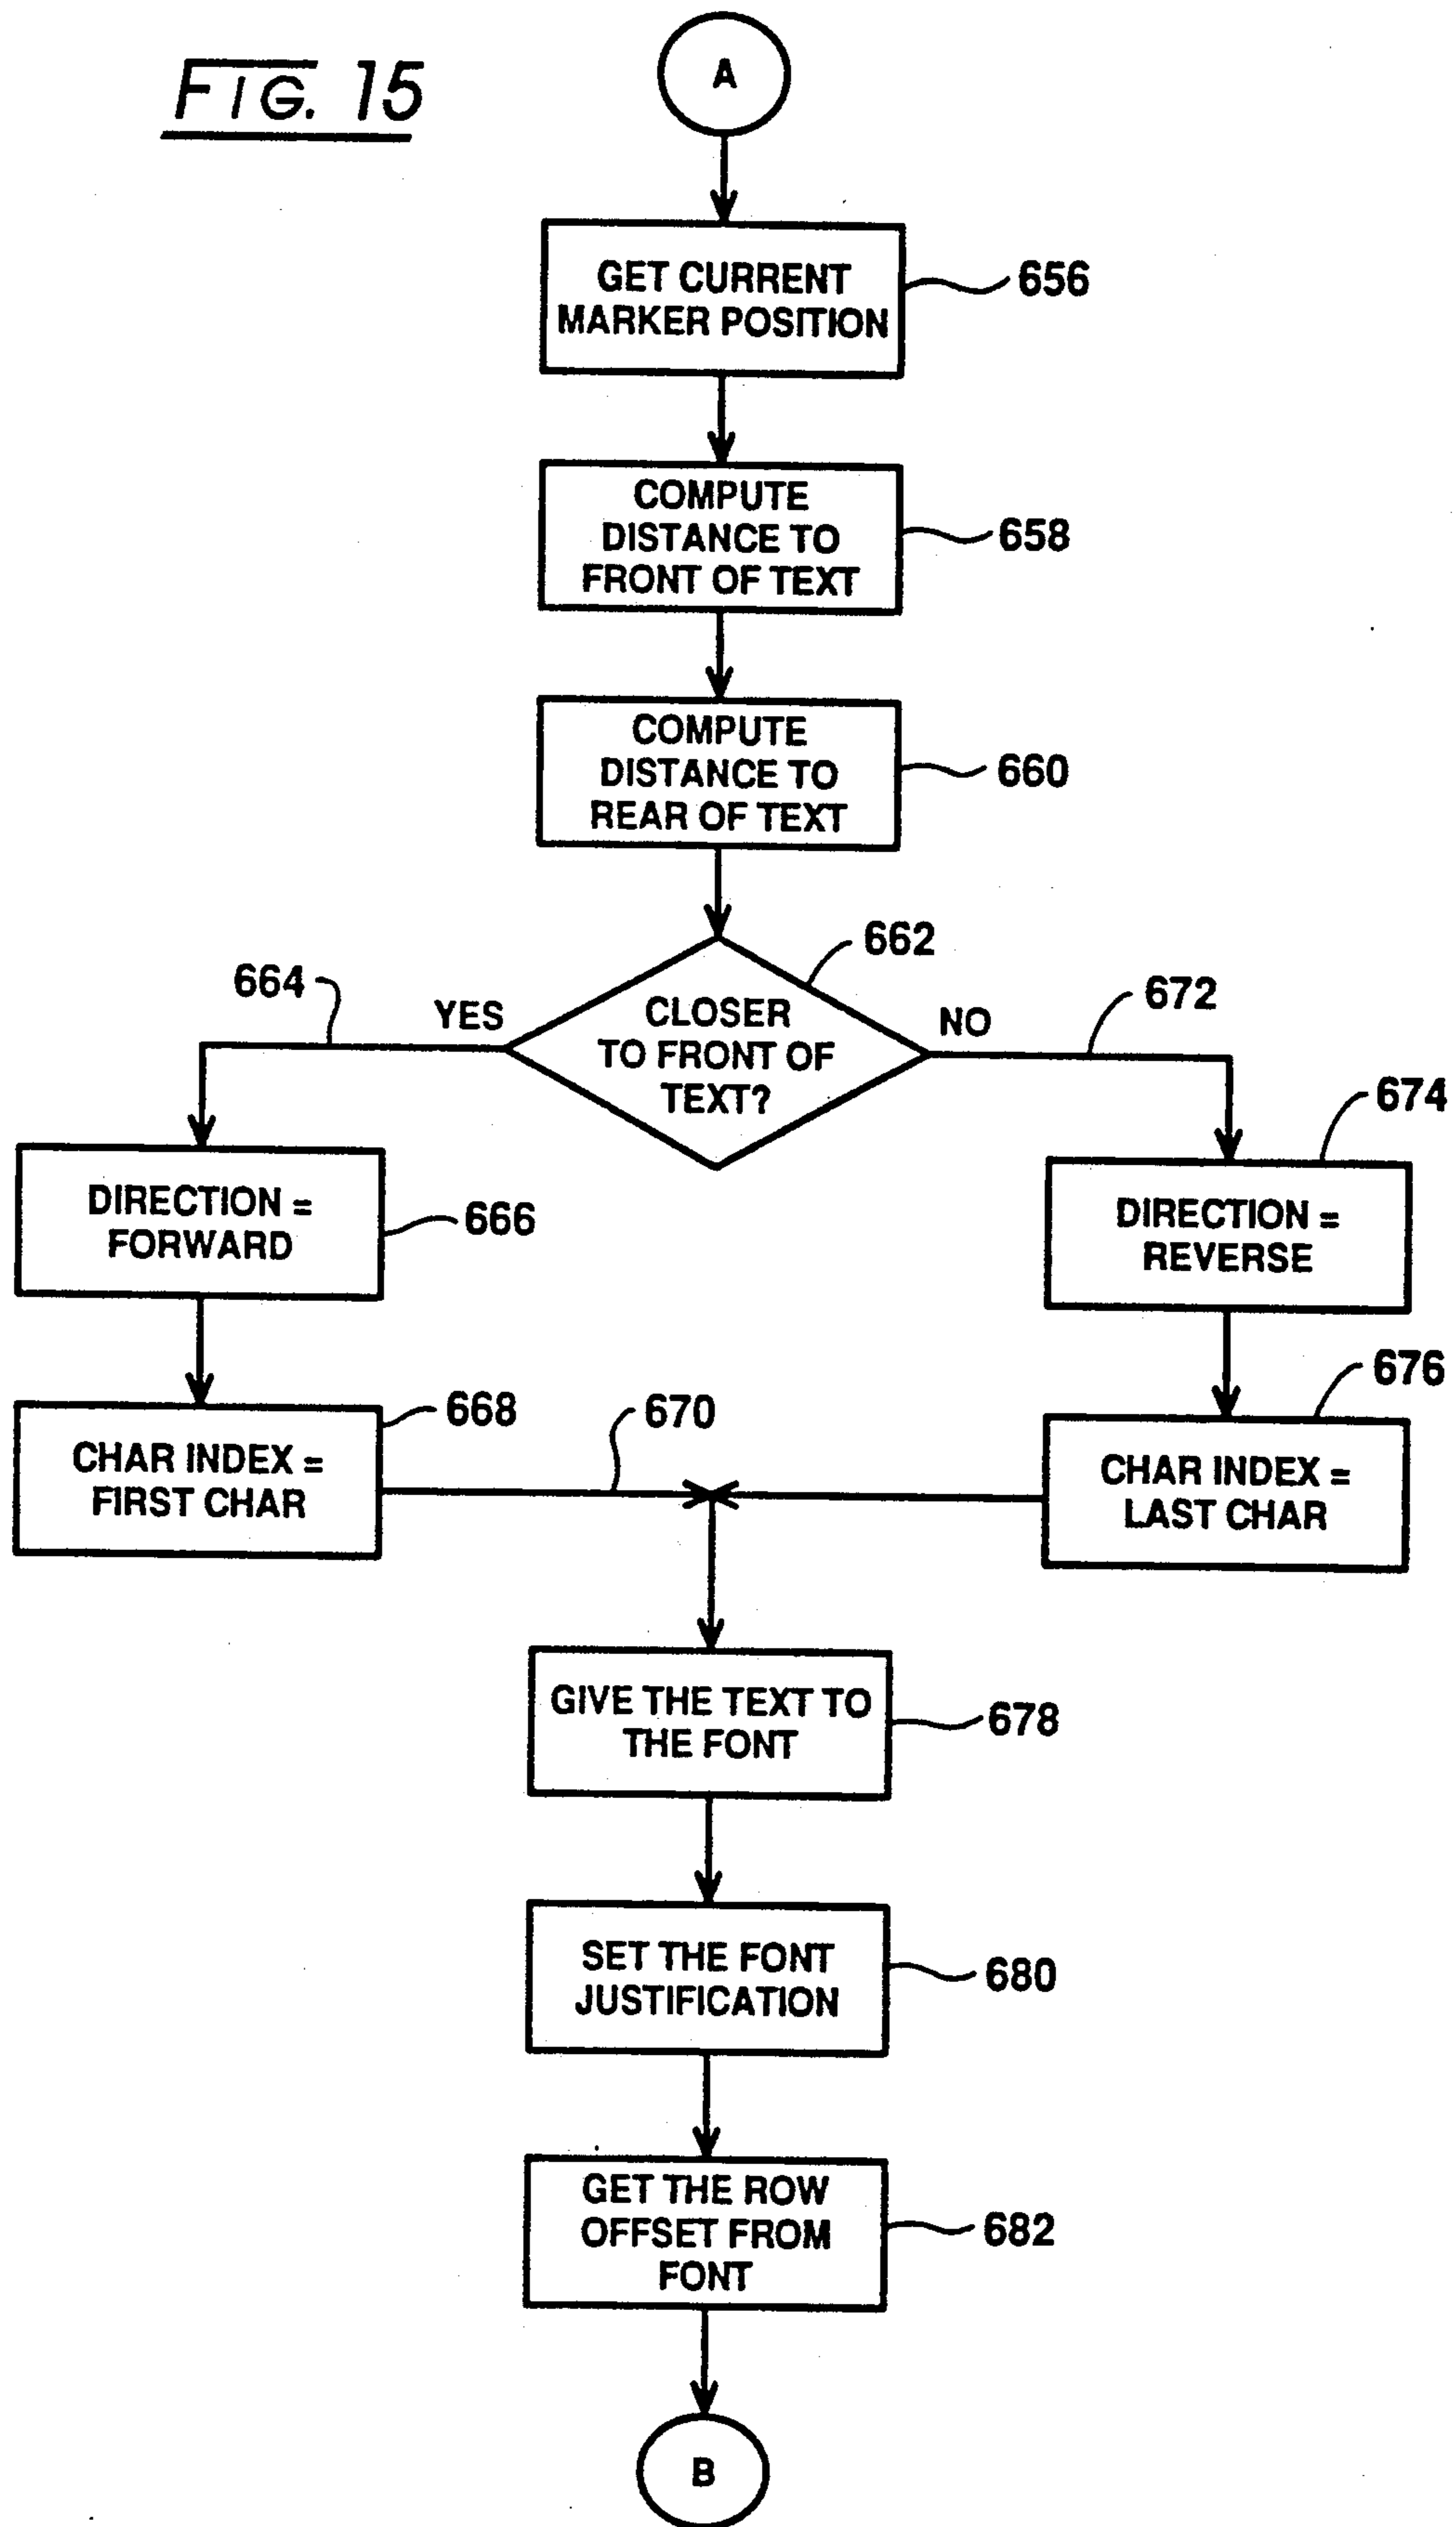 FIG. 15
A
GET CURRENT
MARKER POSITION
656
COMPUTE
DISTANCE TO
FRONT OF TEXT
658
COMPUTE
DISTANCE TO
REAR OF TEXT
660
662
CLOSER
TO FRONT OF
TEXT?
664
YES
NO
672
DIRECTION =
FORWARD
666
674
DIRECTION =
REVERSE
CHAR INDEX =
FIRST CHAR
668
670
676
CHAR INDEX =
LAST CHAR
GIVE THE TEXT TO
THE FONT
678
SET THE FONT
JUSTIFICATION
680
GET THE ROW
OFFSET FROM
FONT
682
B